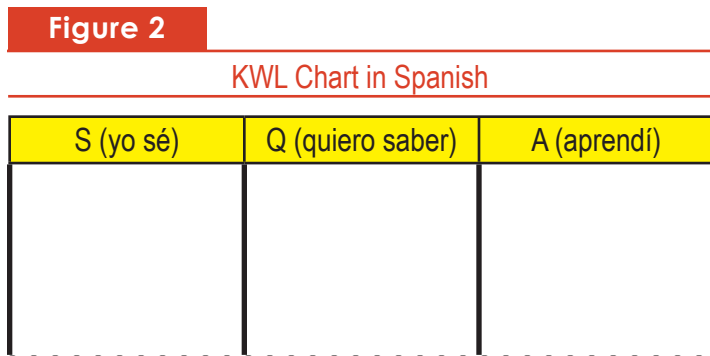 Figure 2
KWL Chart in Spanish
S (yo sé) Q (quiero saber) A (aprendí)